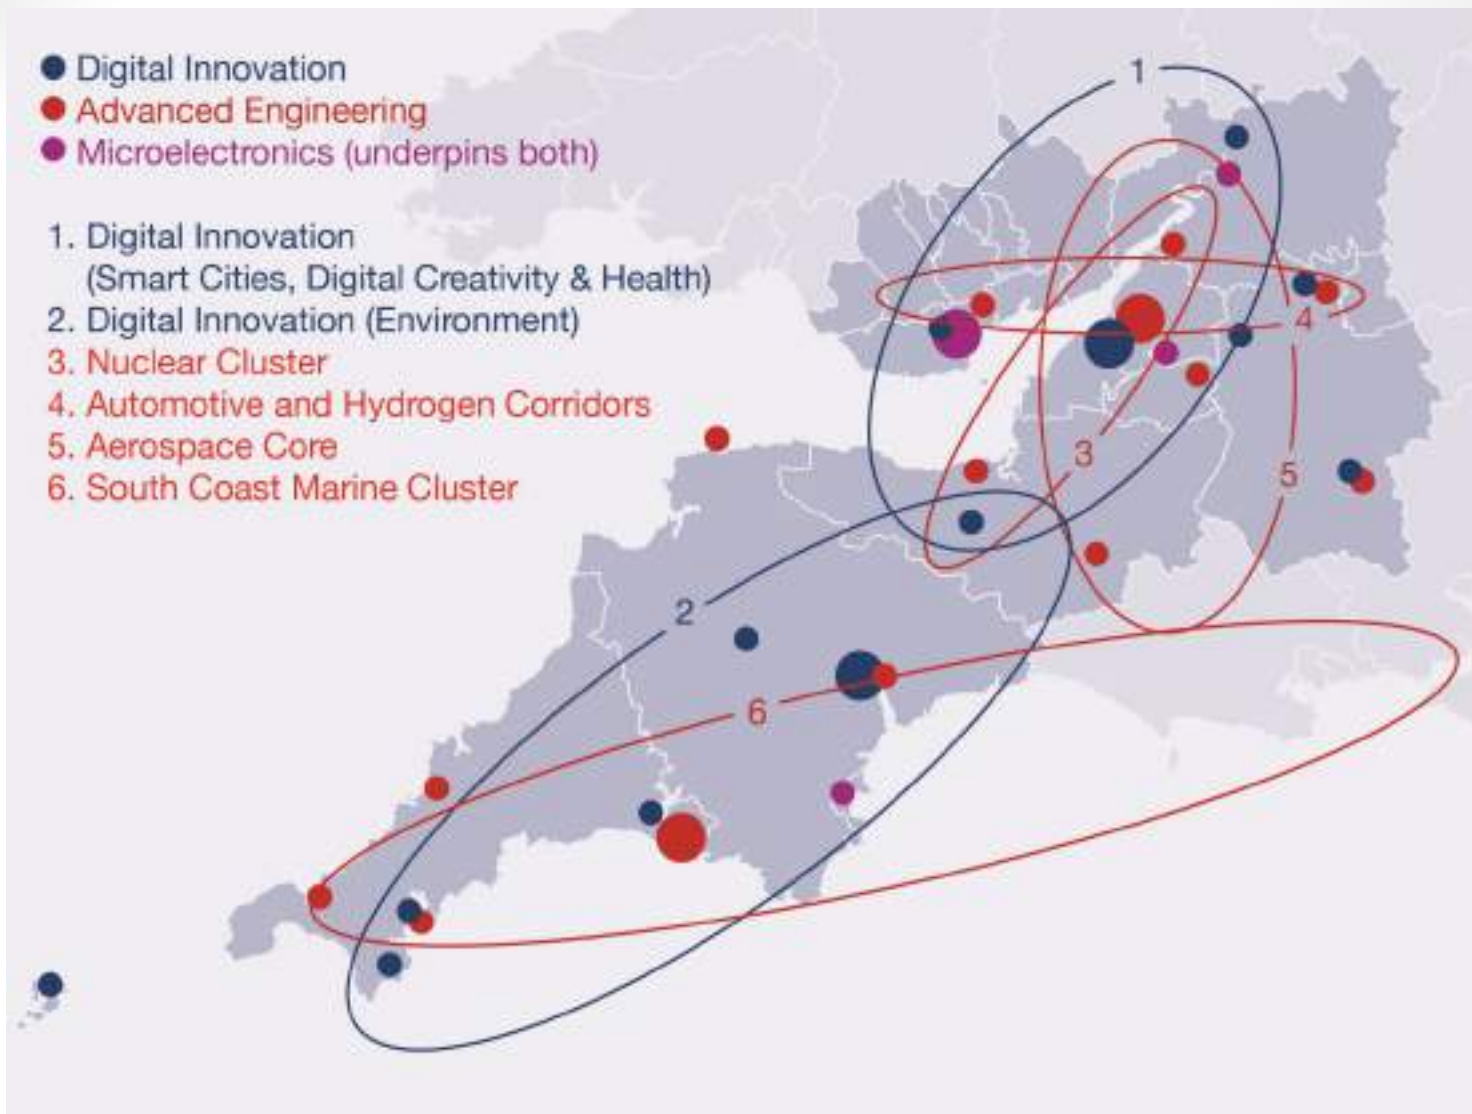 Digital Innovation
Advanced Engineering
Microelectronics (underpins both)
1. Digital Innovation
(Smart Cities, Digital Creativity & Health)
2. Digital Innovation (Environment)
3. Nuclear Cluster
4. Automotive and Hydrogen Corridors
5. Aerospace Core
6. South Coast Marine Cluster
1
4
3
5
2
6